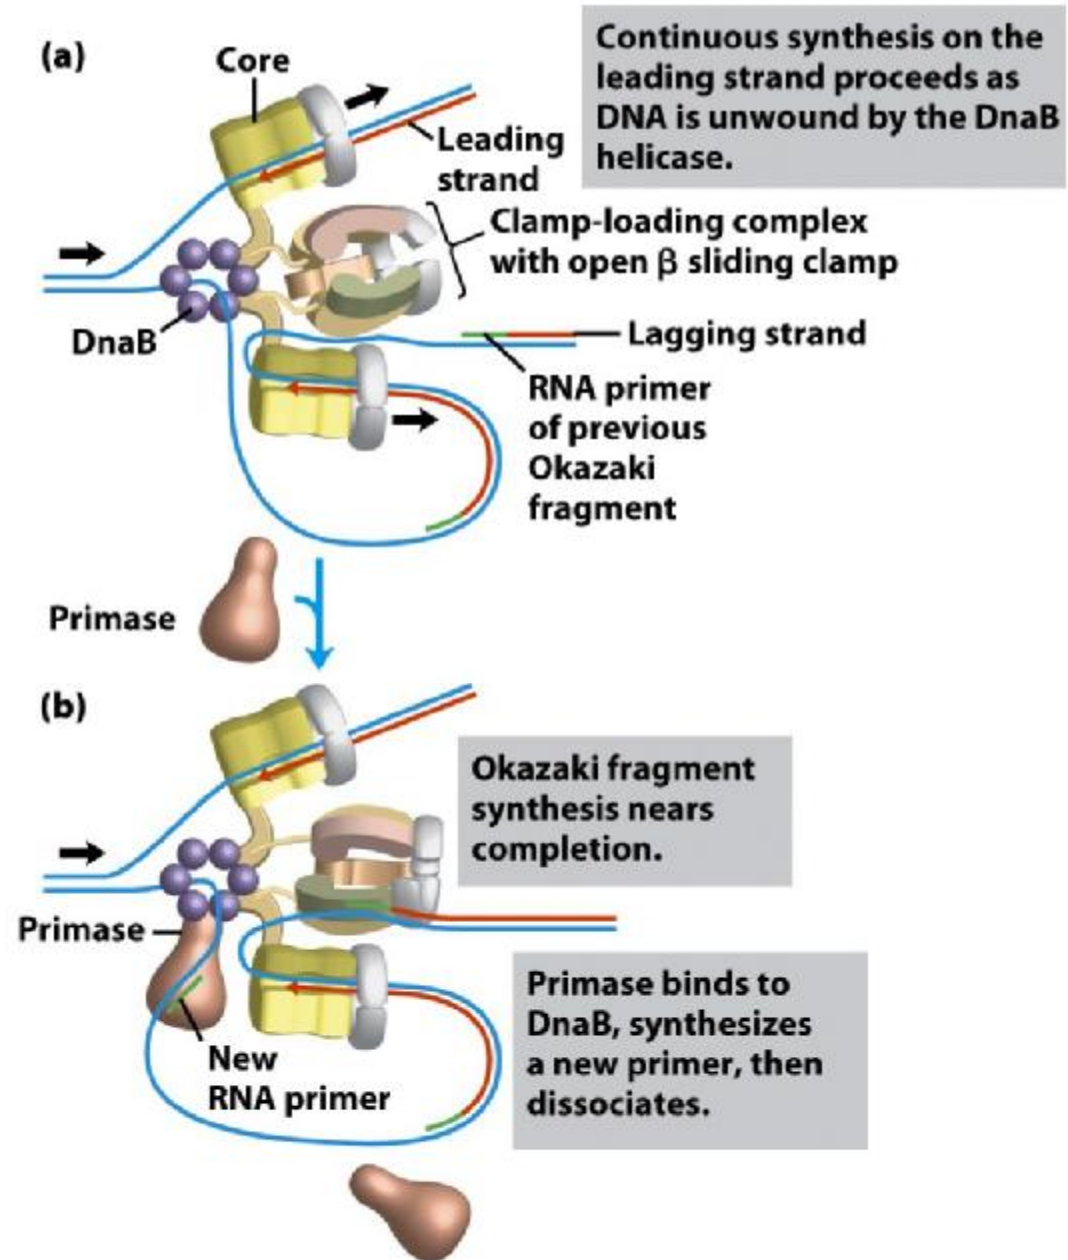 (a)
Core
Continuous synthesis on the
leading strand proceeds as
DNA is unwound by the DnaB
helicase.
Leading
strand
Clamp-loading complex
with open β sliding clamp
DnaB
Lagging strand
RNA primer
of previous
Okazaki
fragment
Primase
(b)
Okazaki fragment
synthesis nears
completion.
Primase
Primase binds to
DnaB, synthesizes
a new primer, then
dissociates.
New
RNA primer